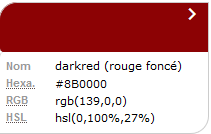 Nom darkred (rouge foncé)
Hexa. #8B0000
RGB rgb(139,0,0)
HSL hsl(0,100%,27%)